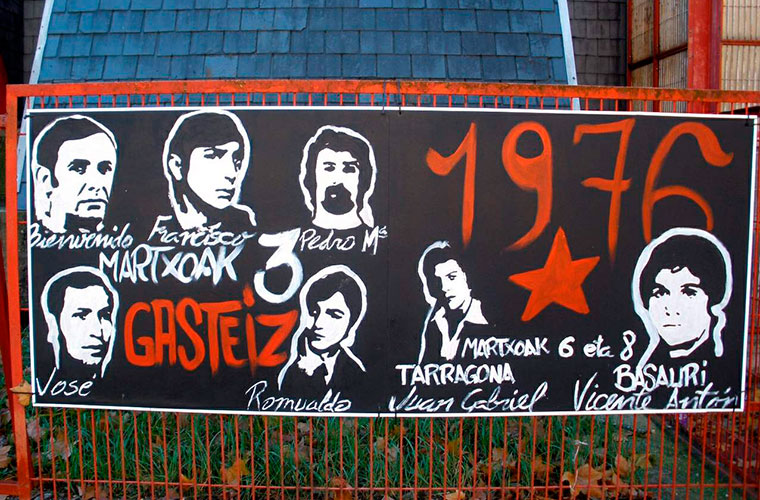 Bienvenido
Francisco
Pedro Mª
MARTXOAK 3
GASTEIZ
José
Romualdo
1976
MARTXOAK 6 eta 8
TARRAGONA
Juan Gabriel
BASAURI
Vicente Antón